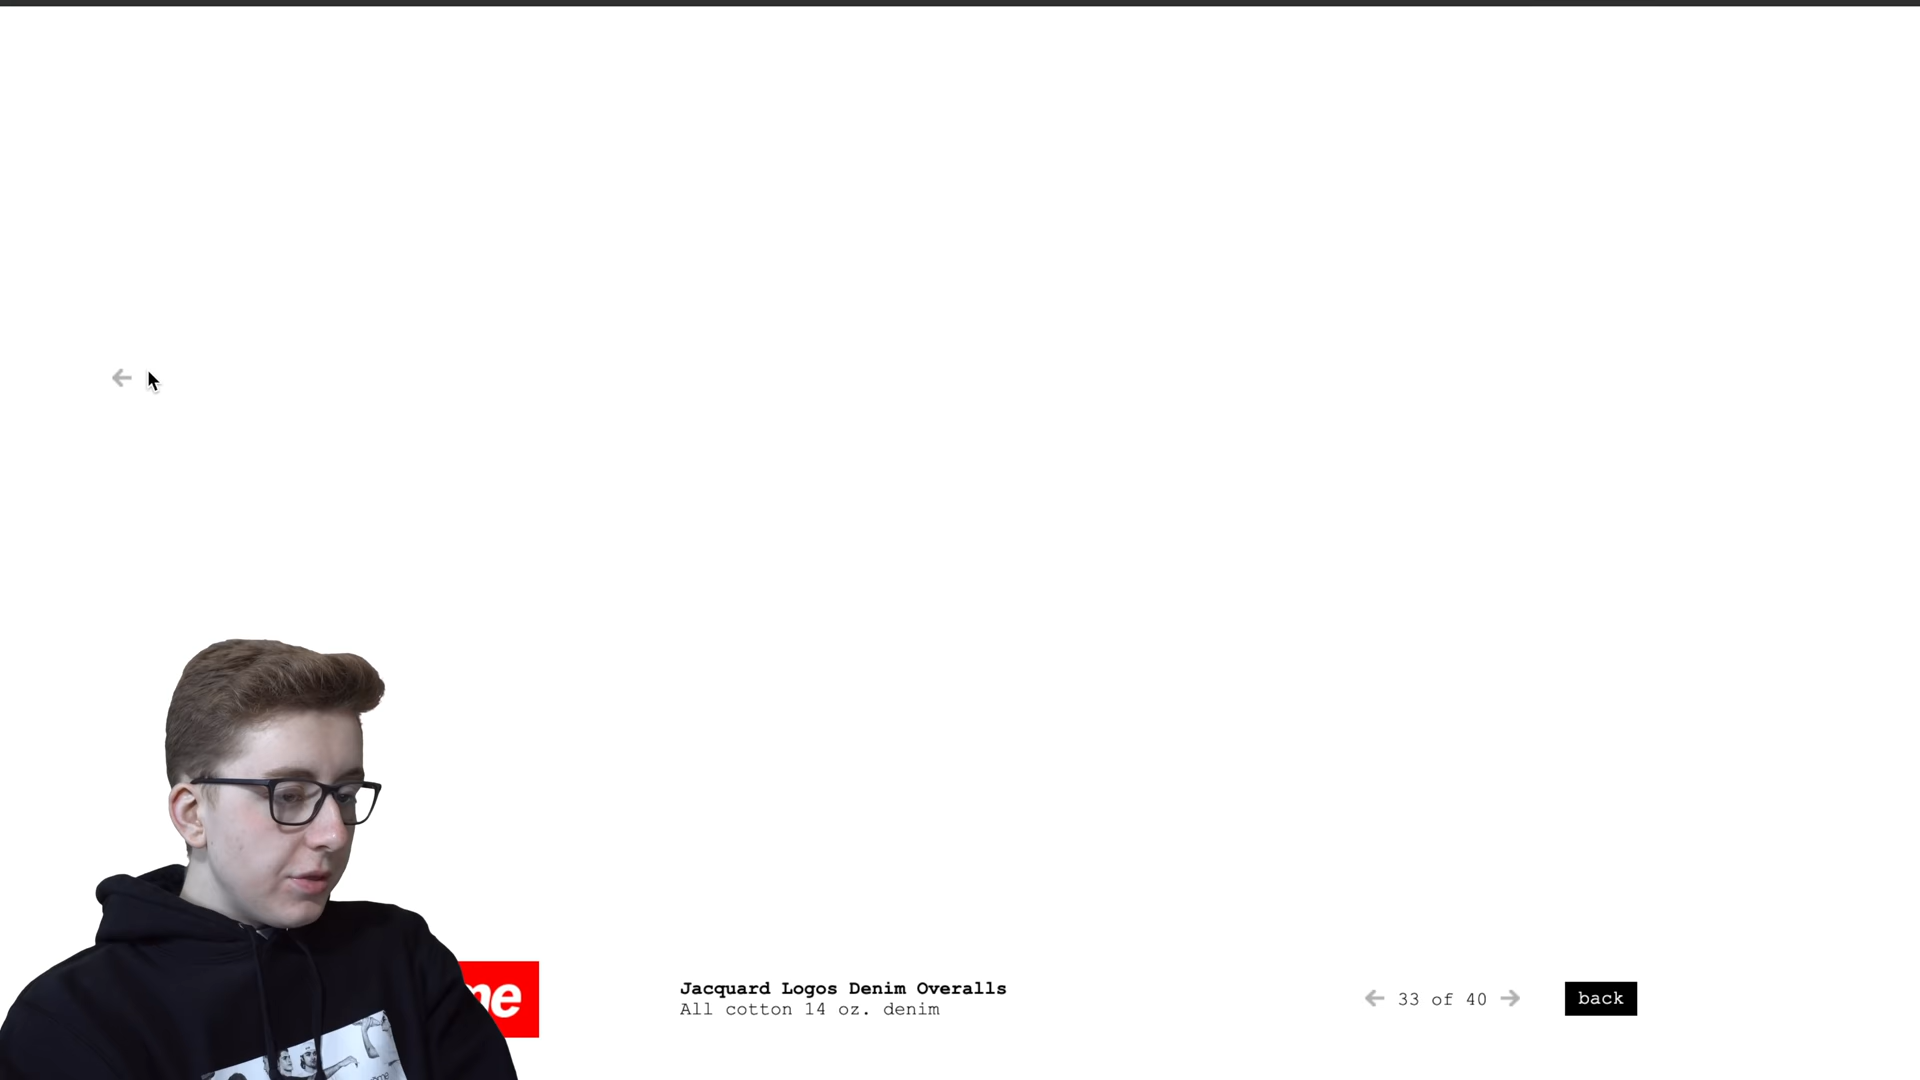 me
Jacquard Logos Denim Overalls
All cotton 14 oz. denim
33 of 40
back